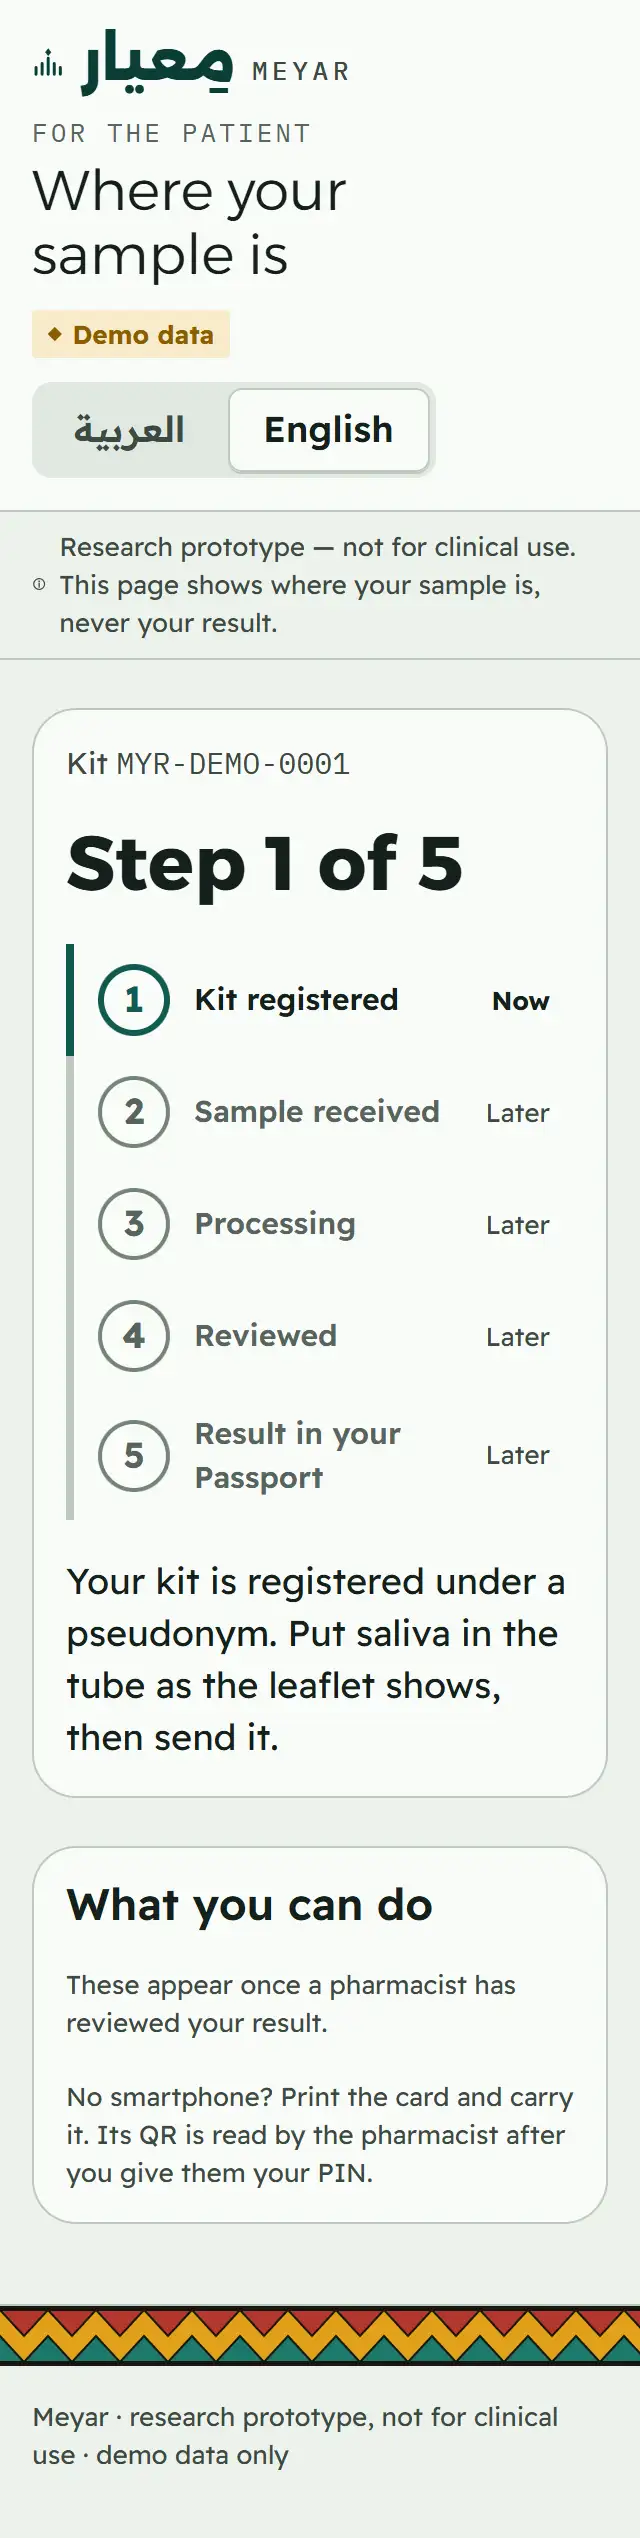 مِعيار MEYAR
FOR THE PATIENT
Where your
sample is
Demo data
العربية English
Research prototype — not for clinical use.
This page shows where your sample is,
never your result.
Kit MYR-DEMO-0001
Step 1 of 5
1 Kit registered Now
2 Sample received Later
3 Processing Later
4 Reviewed Later
5 Result in your
Passport Later
Your kit is registered under a
pseudonym. Put saliva in the
tube as the leaflet shows,
then send it.
What you can do
These appear once a pharmacist has
reviewed your result.
No smartphone? Print the card and carry
it. Its QR is read by the pharmacist after
you give them your PIN.
Meyar · research prototype, not for clinical
use · demo data only